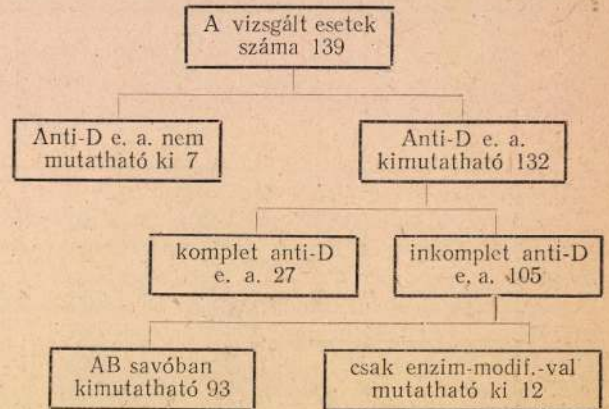 A vizsgált esetek
száma 139
Anti-D e. a. nem
mutatható ki 7
Anti-D e. a.
kimutatható 132
komplet anti-D
e. a. 27
inkomplet anti-D
e, a. 105
AB savóban
kimutatható 93
csak enzim-modif.-val
mutatható ki 12